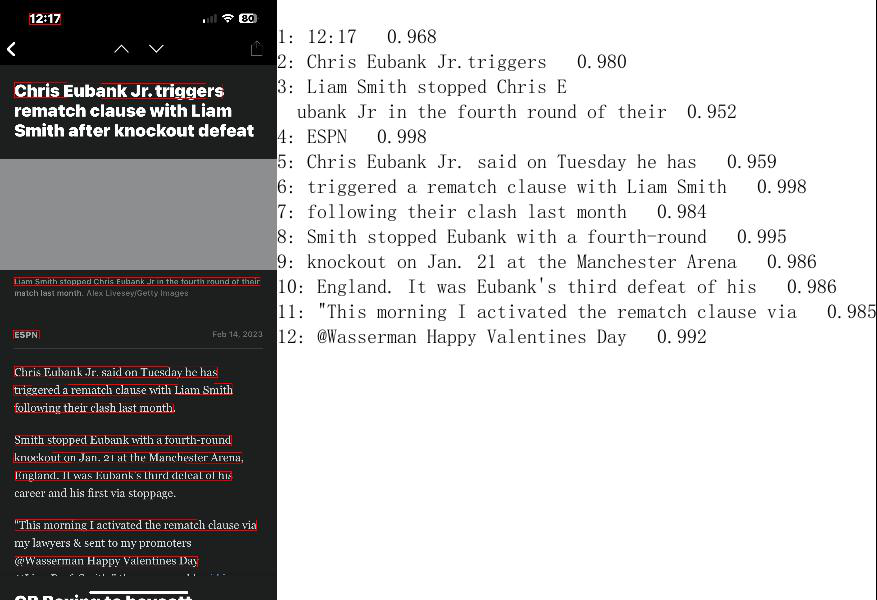 12:17
80
Chris Eubank Jr. triggers
rematch clause with Liam
Smith after knockout defeat
Liam Smith stopped Chris Eubank Jr in the fourth round of their
match last month. Alex Livesey/Getty Images
ESPN
Feb 14, 2023
Chris Eubank Jr. said on Tuesday he has
triggered a rematch clause with Liam Smith
following their clash last month.
Smith stopped Eubank with a fourth-round
knockout on Jan. 21 at the Manchester Arena,
England. It was Eubank's third defeat of his
career and his first via stoppage.
"This morning I activated the rematch clause via
my lawyers & sent to my promoters
@Wasserman Happy Valentines Day
1: 12:17 0.968
2: Chris Eubank Jr.triggers 0.980
3: Liam Smith stopped Chris E
ubank Jr in the fourth round of their 0.952
4: ESPN 0.998
5: Chris Eubank Jr. said on Tuesday he has 0.959
6: triggered a rematch clause with Liam Smith 0.998
7: following their clash last month 0.984
8: Smith stopped Eubank with a fourth-round 0.995
9: knockout on Jan. 21 at the Manchester Arena 0.986
10: England. It was Eubank's third defeat of his 0.986
11: "This morning I activated the rematch clause via 0.985
12: @Wasserman Happy Valentines Day 0.992